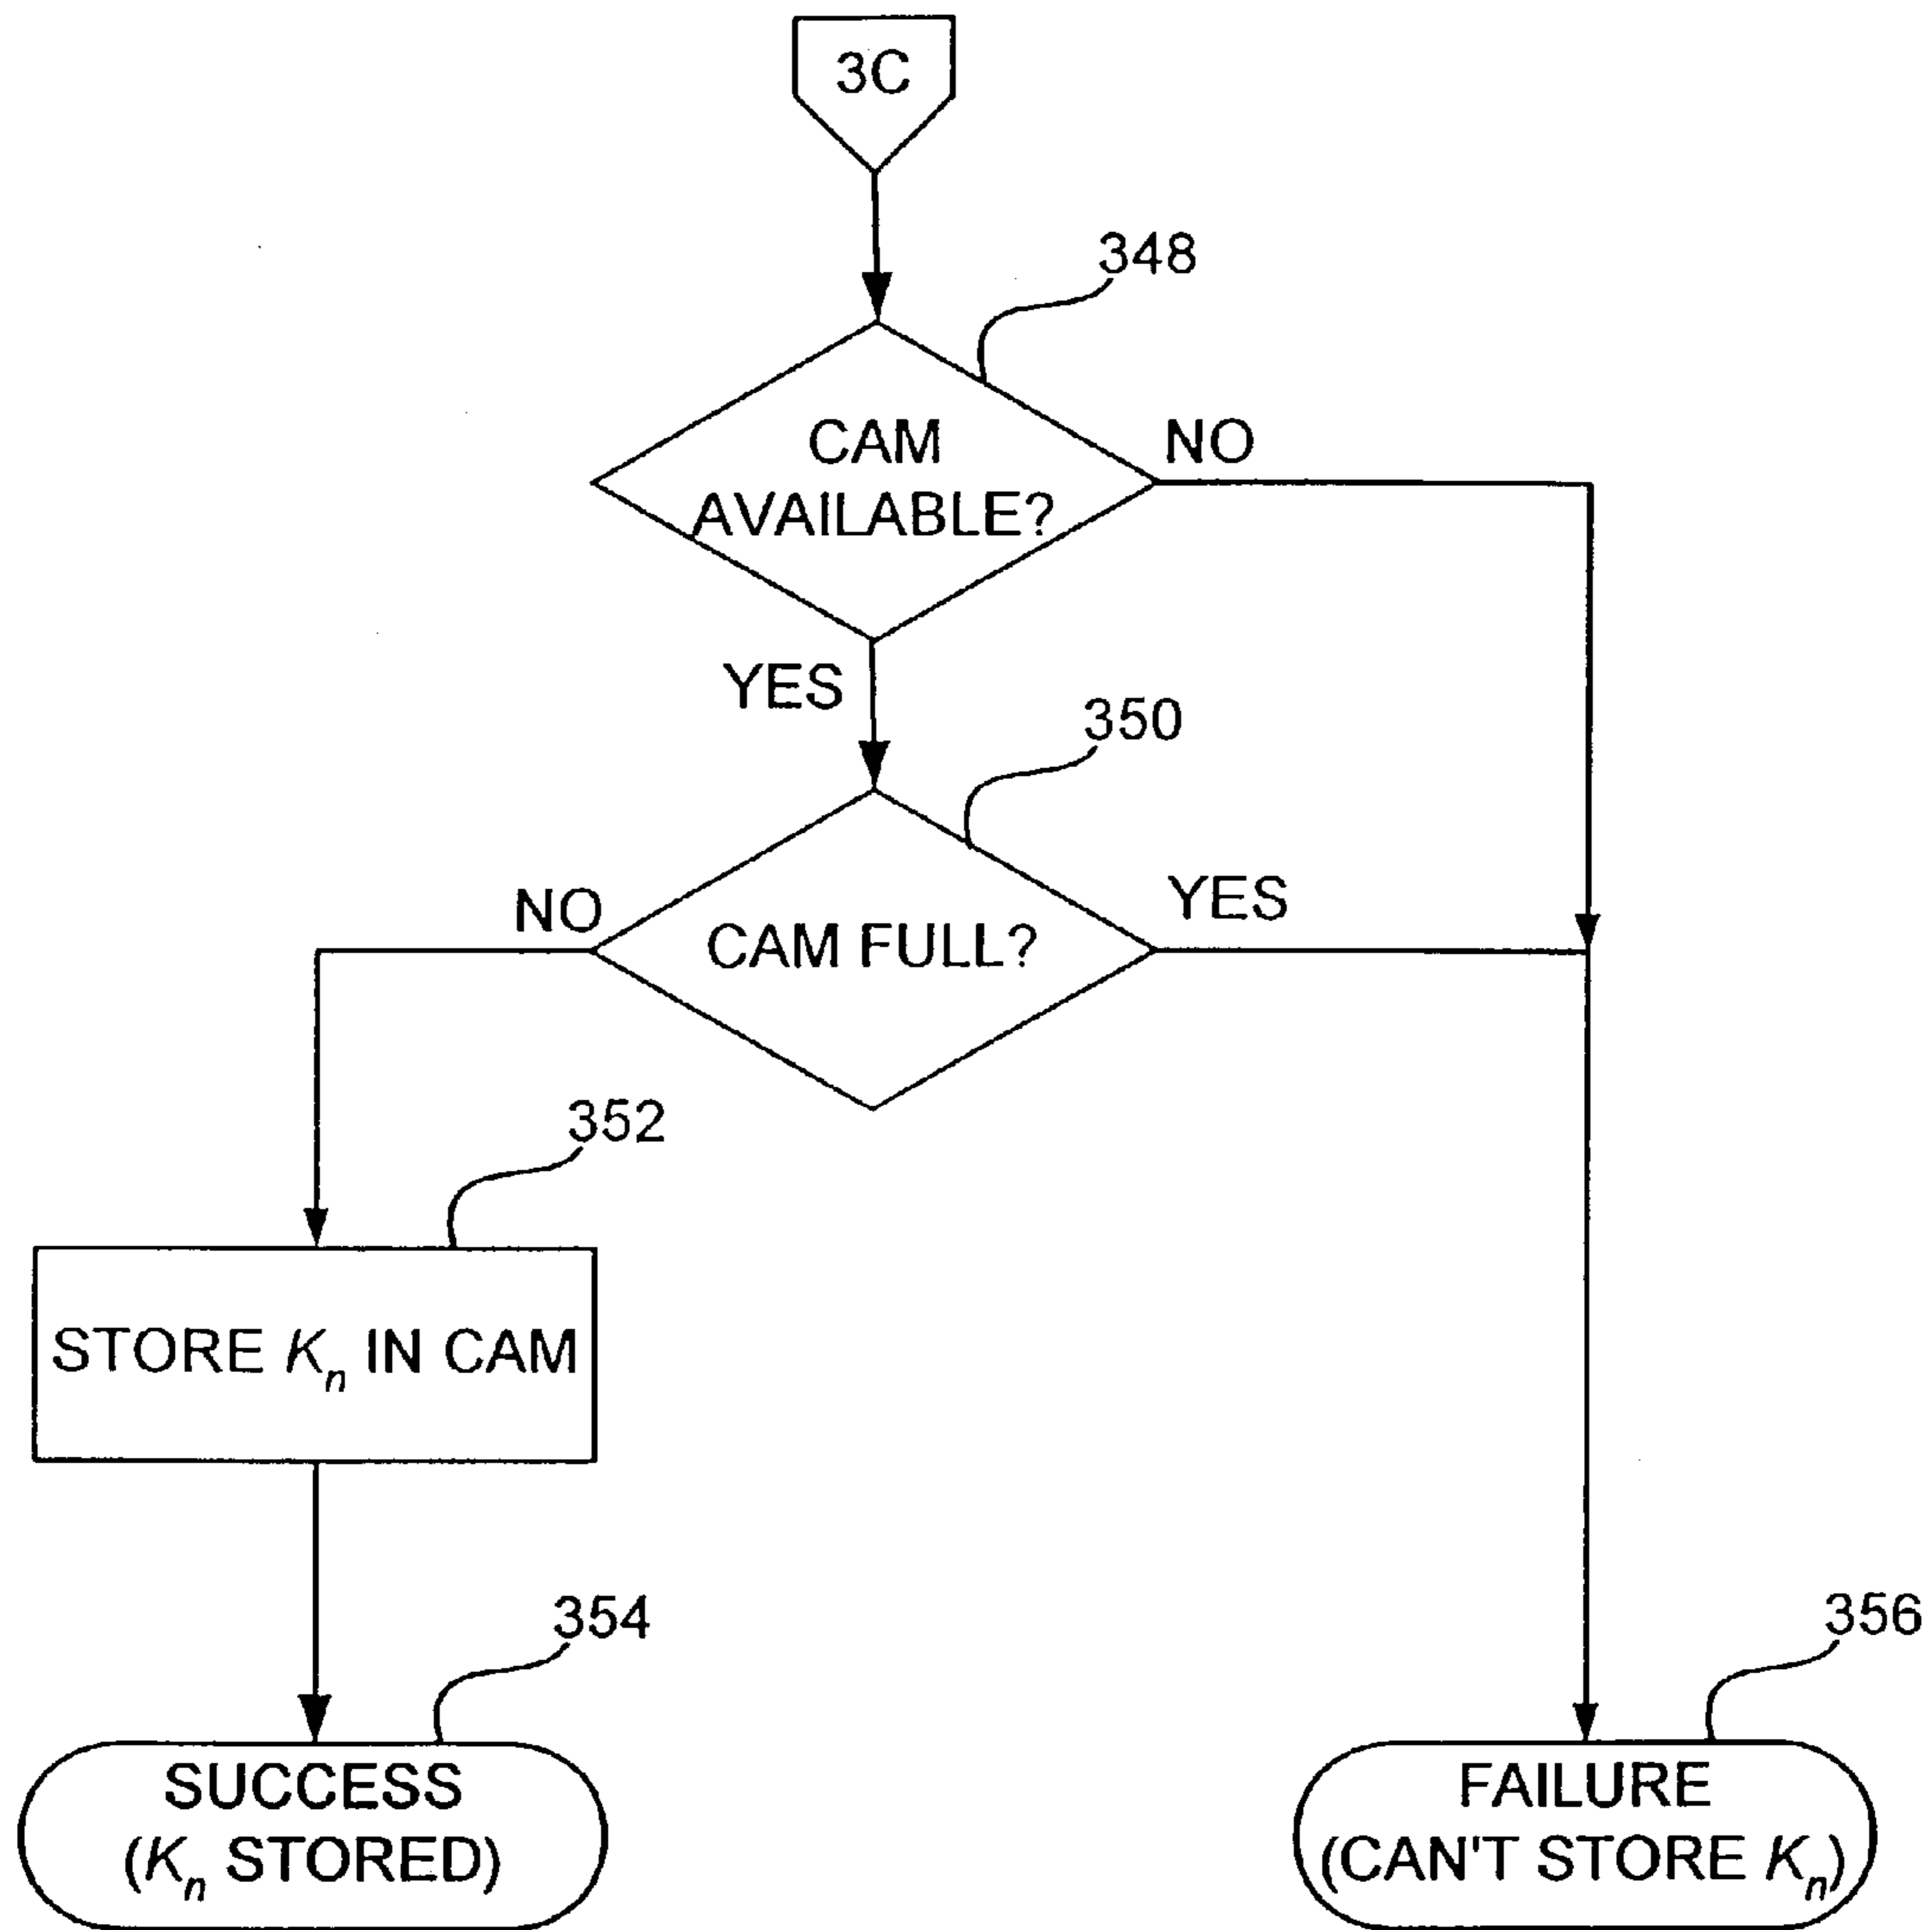 3C
348
CAM
AVAILABLE?
NO
YES
350
NO
CAM FULL?
YES
352
STORE Kn IN CAM
354
356
SUCCESS
(Kn STORED)
FAILURE
(CAN'T STORE Kn)